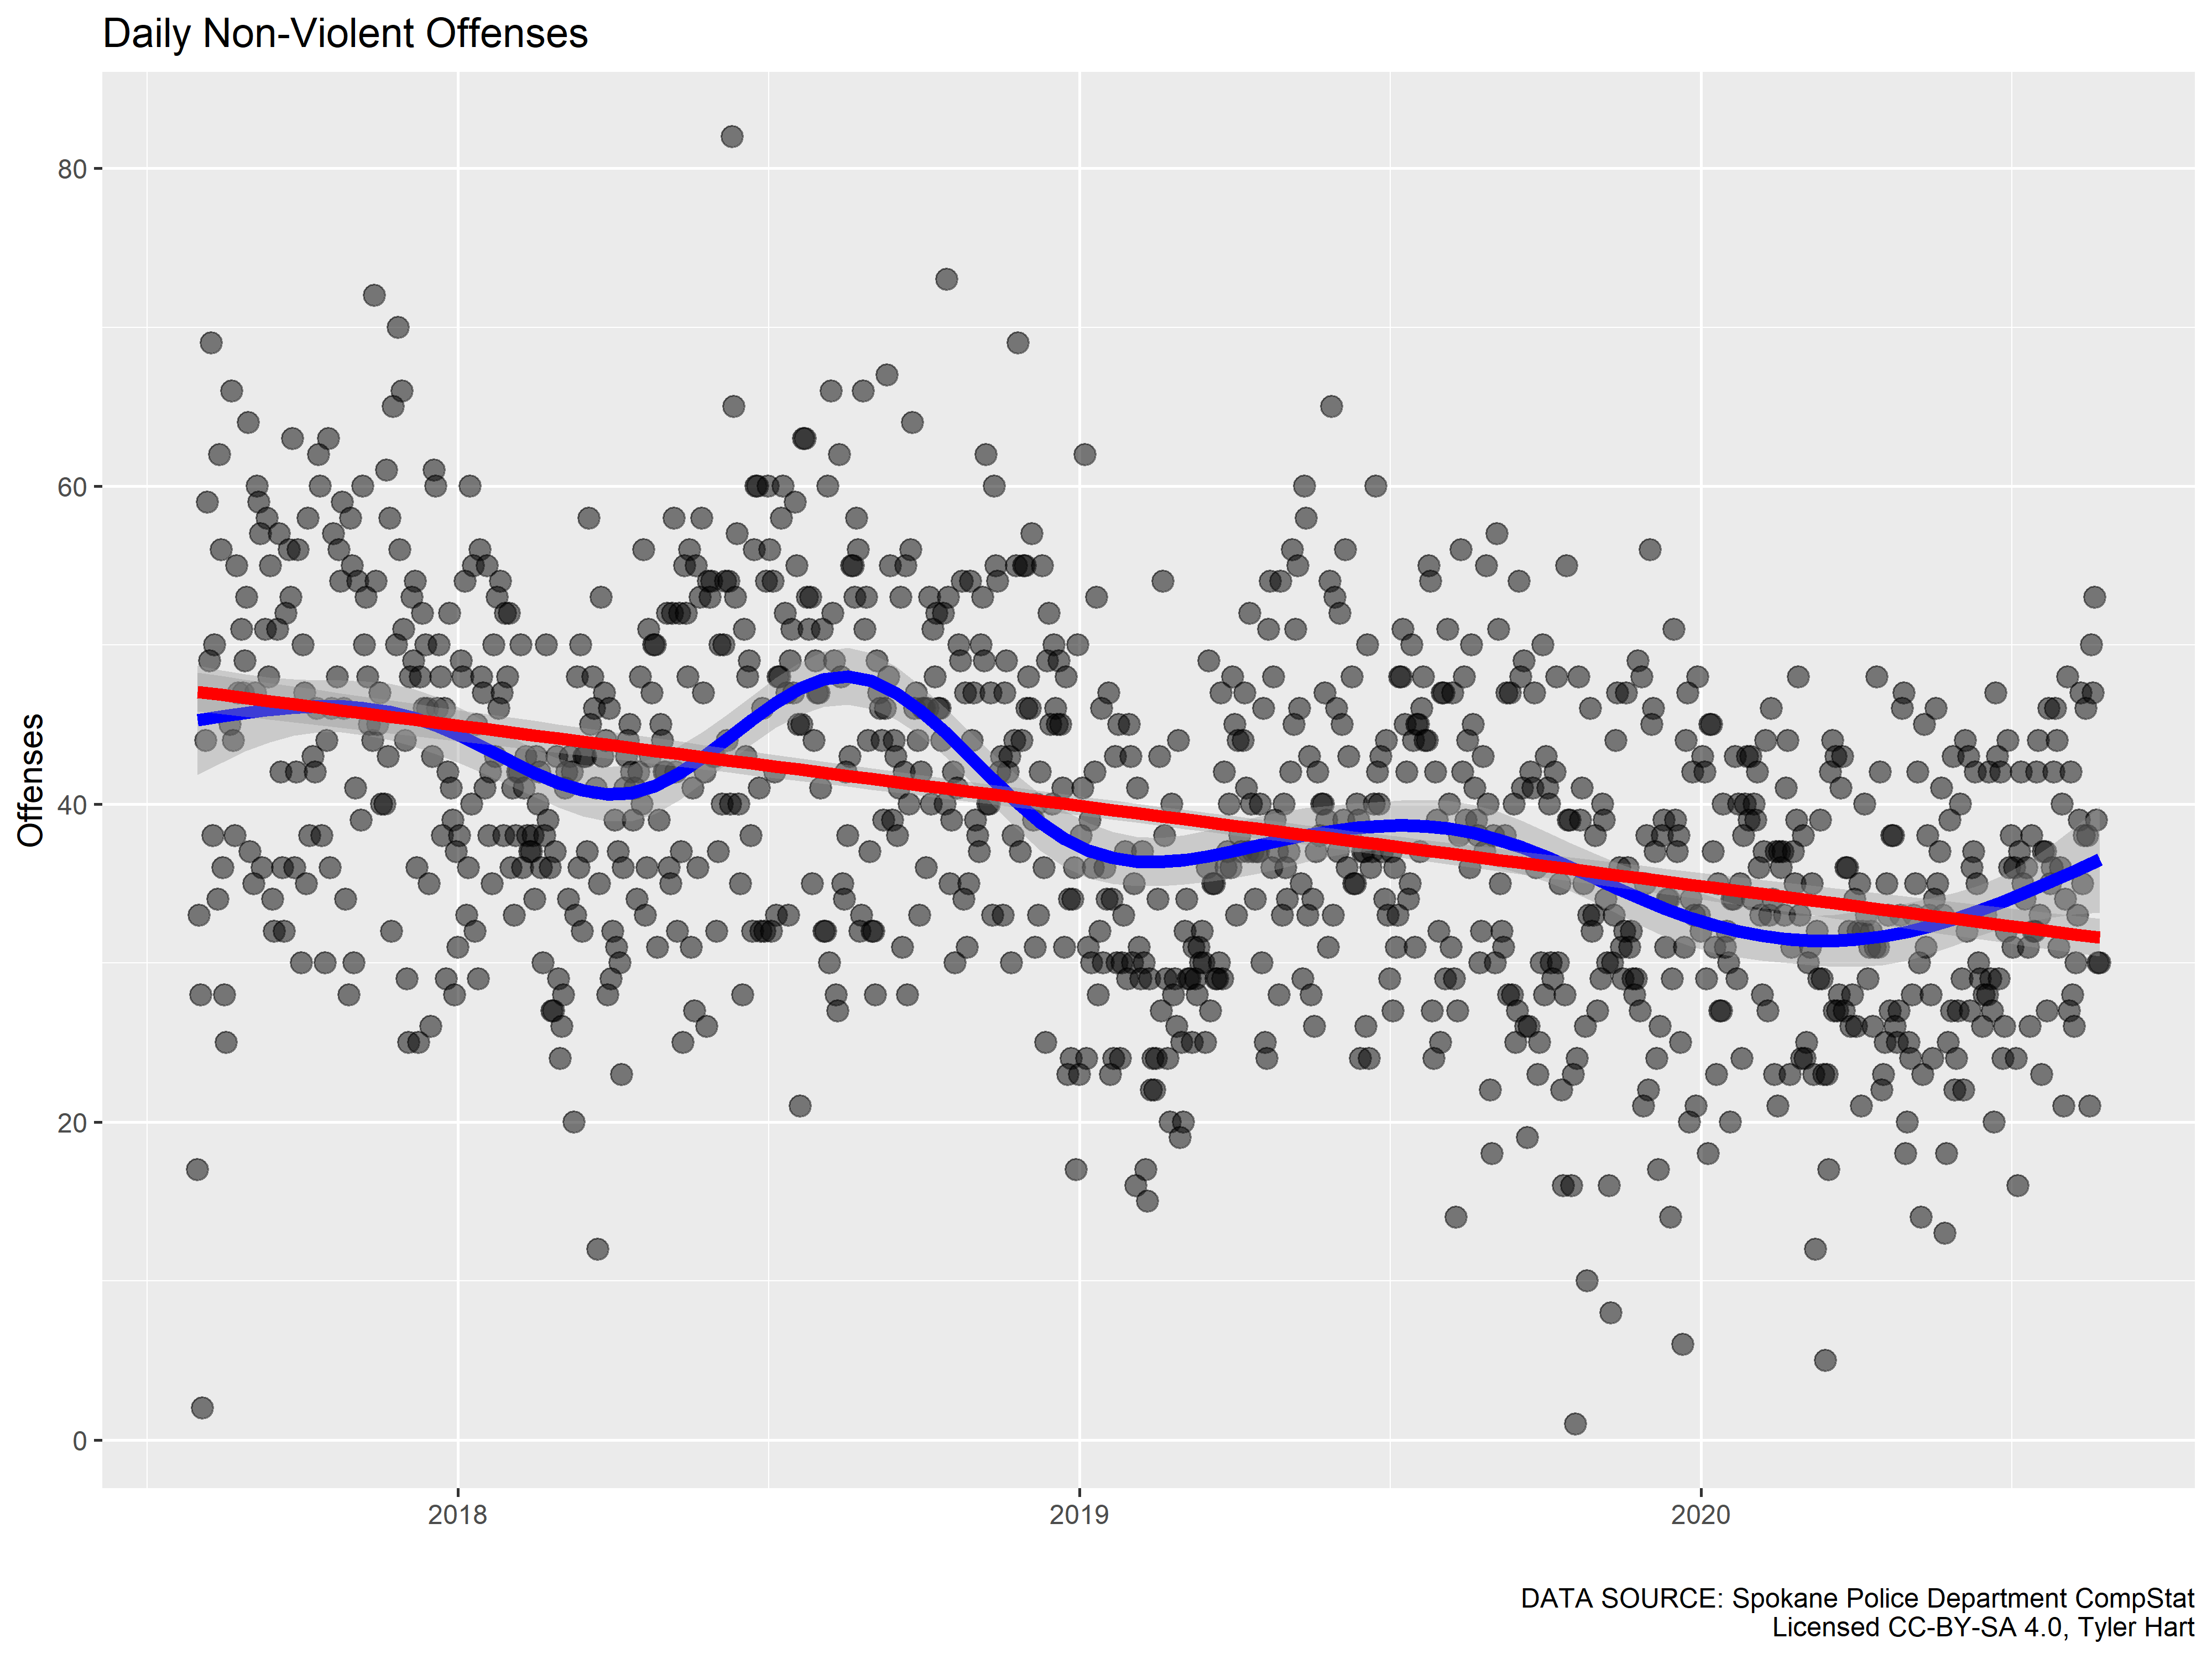 Daily Non-Violent Offenses
Offenses
80
60
40
20
0
2018
2019
2020
DATA SOURCE: Spokane Police Department CompStat
Licensed CC-BY-SA 4.0, Tyler Hart